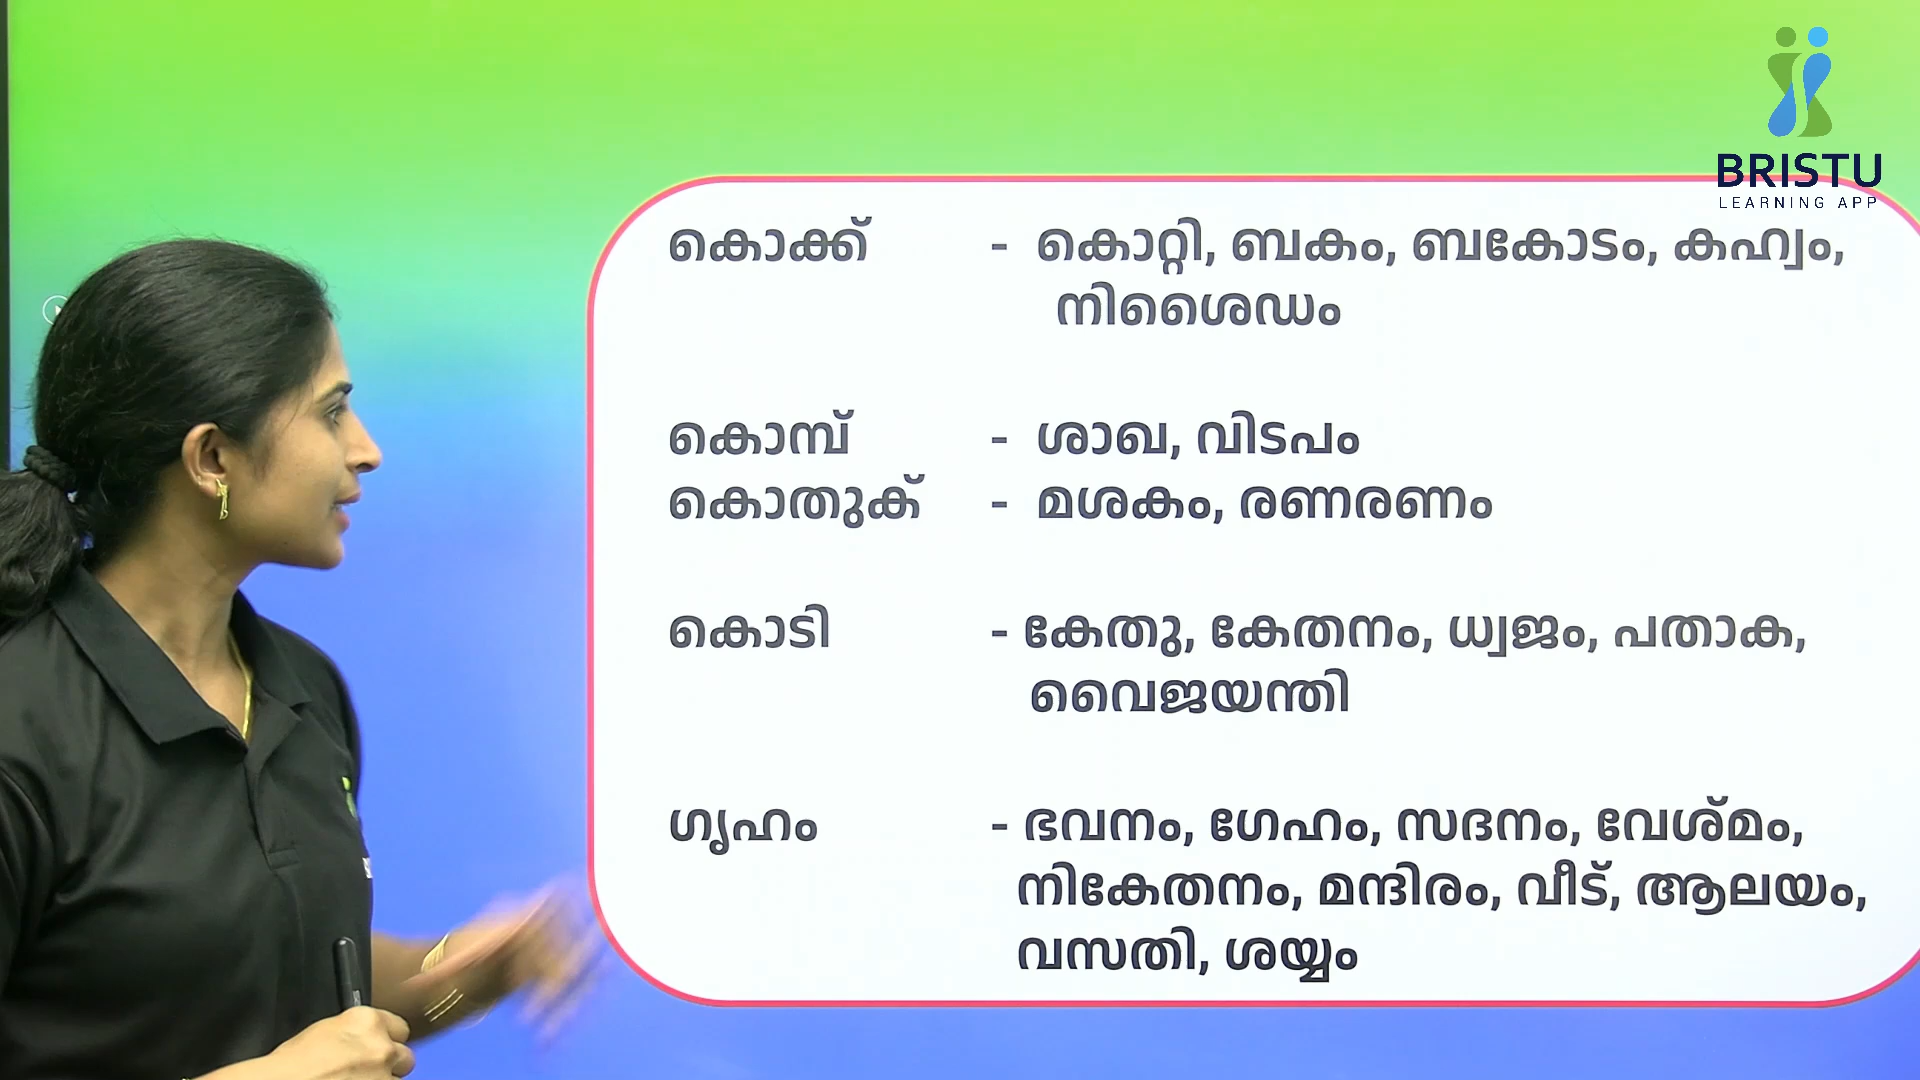 BRISTU
LEARNING APP
കൊക്ക് - കൊറ്റി, ബകം, ബകോടം, കഹ്വം,
നിശൈഡം
കൊമ്പ് - ശാഖ, വിടപം
കൊതുക് - മശകം, രണരണം
കൊടി - കേതു, കേതനം, ധ്വജം, പതാക,
വൈജയന്തി
ഗൃഹം - ഭവനം, ഗേഹം, സദനം, വേശ്മം,
നികേതനം, മന്ദിരം, വീട്, ആലയം,
വസതി, ശയ്യം